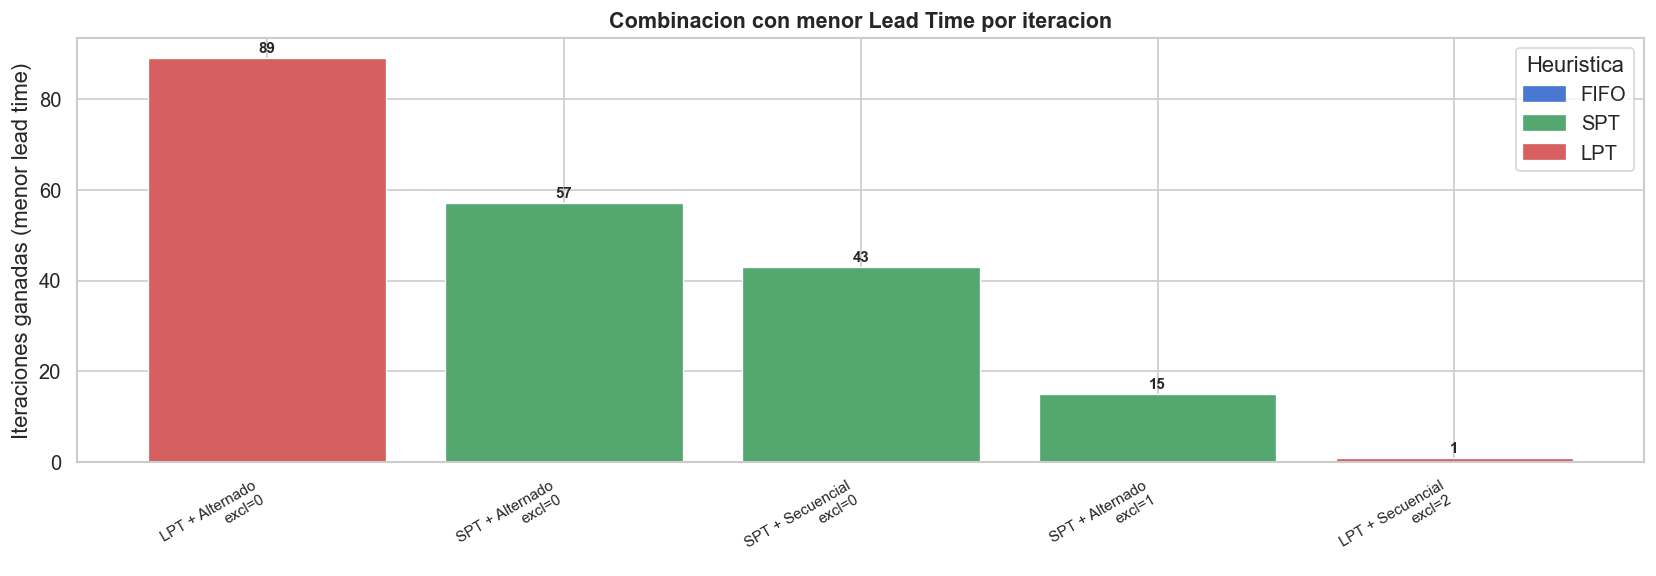 Combinacion con menor Lead Time por iteracion
Iteraciones ganadas (menor lead time)
80
60
40
20
0
89
57
43
15
1
Heuristica
FIFO
SPT
LPT
LPT + Alternado
excl=0
SPT + Alternado
excl=0
SPT + Secuencial
excl=0
SPT + Alternado
excl=1
LPT + Secuencial
excl=2